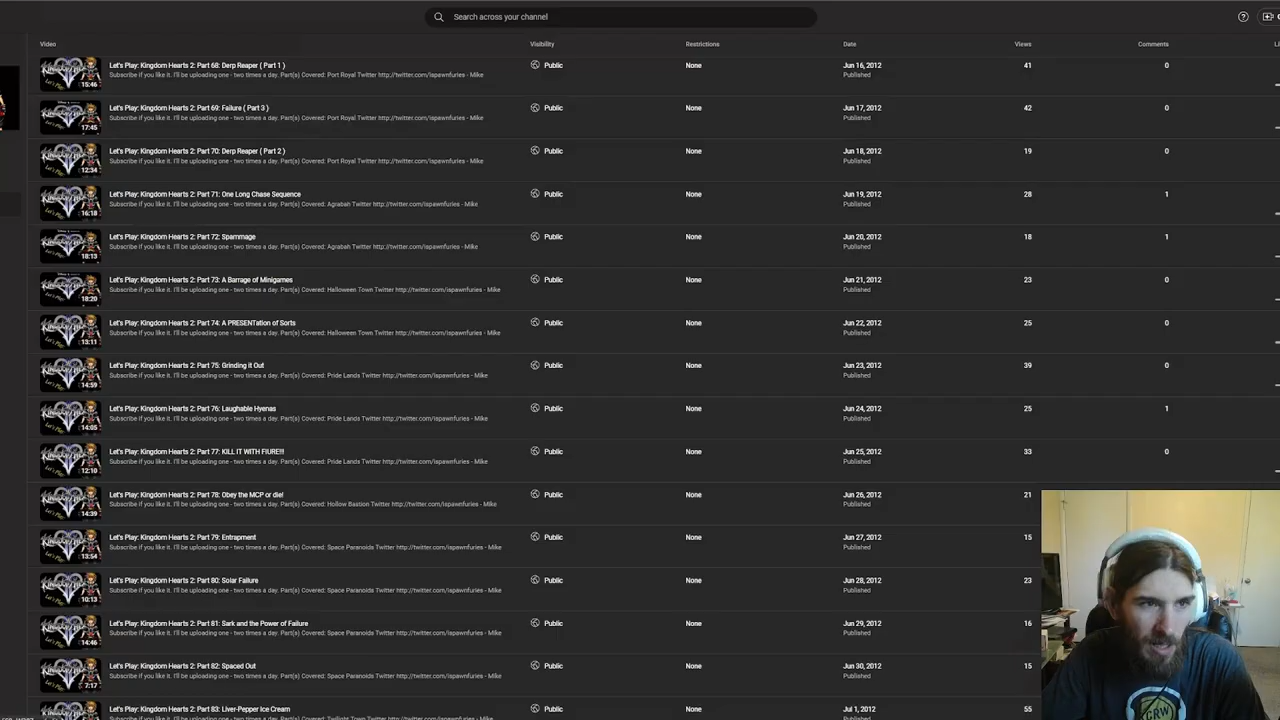 Search across your channel
Video Visibility Restrictions Date Views Comments
Let's Play: Kingdom Hearts 2: Part 68: Derp Reaper ( Part 1 ) Public None Jun 16, 2012 41 0
Subscribe if you like it. I'll be uploading one - two times a day. Part(s) Covered: Port Royal Twitter http://twitter.com/ispawnfuries - Mike Published
15:46
Let's Play: Kingdom Hearts 2: Part 69: Failure ( Part 3 ) Public None Jun 17, 2012 42 0
Subscribe if you like it. I'll be uploading one - two times a day. Part(s) Covered: Port Royal Twitter http://twitter.com/ispawnfuries - Mike Published
17:45
Let's Play: Kingdom Hearts 2: Part 70: Derp Reaper ( Part 2 ) Public None Jun 18, 2012 19 0
Subscribe if you like it. I'll be uploading one - two times a day. Part(s) Covered: Port Royal Twitter http://twitter.com/ispawnfuries - Mike Published
12:34
Let's Play: Kingdom Hearts 2: Part 71: One Long Chase Sequence Public None Jun 19, 2012 28 1
Subscribe if you like it. I'll be uploading one - two times a day. Part(s) Covered: Agrabah Twitter http://twitter.com/ispawnfuries - Mike Published
16:18
Let's Play: Kingdom Hearts 2: Part 72: Spammage Public None Jun 20, 2012 18 1
Subscribe if you like it. I'll be uploading one - two times a day. Part(s) Covered: Agrabah Twitter http://twitter.com/ispawnfuries - Mike Published
18:13
Let's Play: Kingdom Hearts 2: Part 73: A Barrage of Minigames Public None Jun 21, 2012 23 0
Subscribe if you like it. I'll be uploading one - two times a day. Part(s) Covered: Halloween Town Twitter http://twitter.com/ispawnfuries - Mike Published
18:20
Let's Play: Kingdom Hearts 2: Part 74: A PRESENTation of Sorts Public None Jun 22, 2012 25 0
Subscribe if you like it. I'll be uploading one - two times a day. Part(s) Covered: Halloween Town Twitter http://twitter.com/ispawnfuries - Mike Published
13:11
Let's Play: Kingdom Hearts 2: Part 75: Grinding it Out Public None Jun 23, 2012 39 0
Subscribe if you like it. I'll be uploading one - two times a day. Part(s) Covered: Pride Lands Twitter http://twitter.com/ispawnfuries - Mike Published
14:59
Let's Play: Kingdom Hearts 2: Part 76: Laughable Hyenas Public None Jun 24, 2012 25 1
Subscribe if you like it. I'll be uploading one - two times a day. Part(s) Covered: Pride Lands Twitter http://twitter.com/ispawnfuries - Mike Published
14:05
Let's Play: Kingdom Hearts 2: Part 77: KILL IT WITH FIURE!!! Public None Jun 25, 2012 33 0
Subscribe if you like it. I'll be uploading one - two times a day. Part(s) Covered: Pride Lands Twitter http://twitter.com/ispawnfuries - Mike Published
12:10
Let's Play: Kingdom Hearts 2: Part 78: Obey the MCP or die! Public None Jun 26, 2012 21
Subscribe if you like it. I'll be uploading one - two times a day. Part(s) Covered: Hollow Bastion Twitter http://twitter.com/ispawnfuries - Mike Published
14:39
Let's Play: Kingdom Hearts 2: Part 79: Entrapment Public None Jun 27, 2012 15
Subscribe if you like it. I'll be uploading one - two times a day. Part(s) Covered: Space Paranoids Twitter http://twitter.com/ispawnfuries - Mike Published
13:54
Let's Play: Kingdom Hearts 2: Part 80: Solar Failure Public None Jun 28, 2012 23
Subscribe if you like it. I'll be uploading one - two times a day. Part(s) Covered: Space Paranoids Twitter http://twitter.com/ispawnfuries - Mike Published
10:13
Let's Play: Kingdom Hearts 2: Part 81: Sark and the Power of Failure Public None Jun 29, 2012 16
Subscribe if you like it. I'll be uploading one - two times a day. Part(s) Covered: Space Paranoids Twitter http://twitter.com/ispawnfuries - Mike Published
14:46
Let's Play: Kingdom Hearts 2: Part 82: Spaced Out Public None Jun 30, 2012 15
Subscribe if you like it. I'll be uploading one - two times a day. Part(s) Covered: Space Paranoids Twitter http://twitter.com/ispawnfuries - Mike Published
7:17
Let's Play: Kingdom Hearts 2: Part 83: Liver-Pepper Ice Cream Public None Jul 1, 2012 55